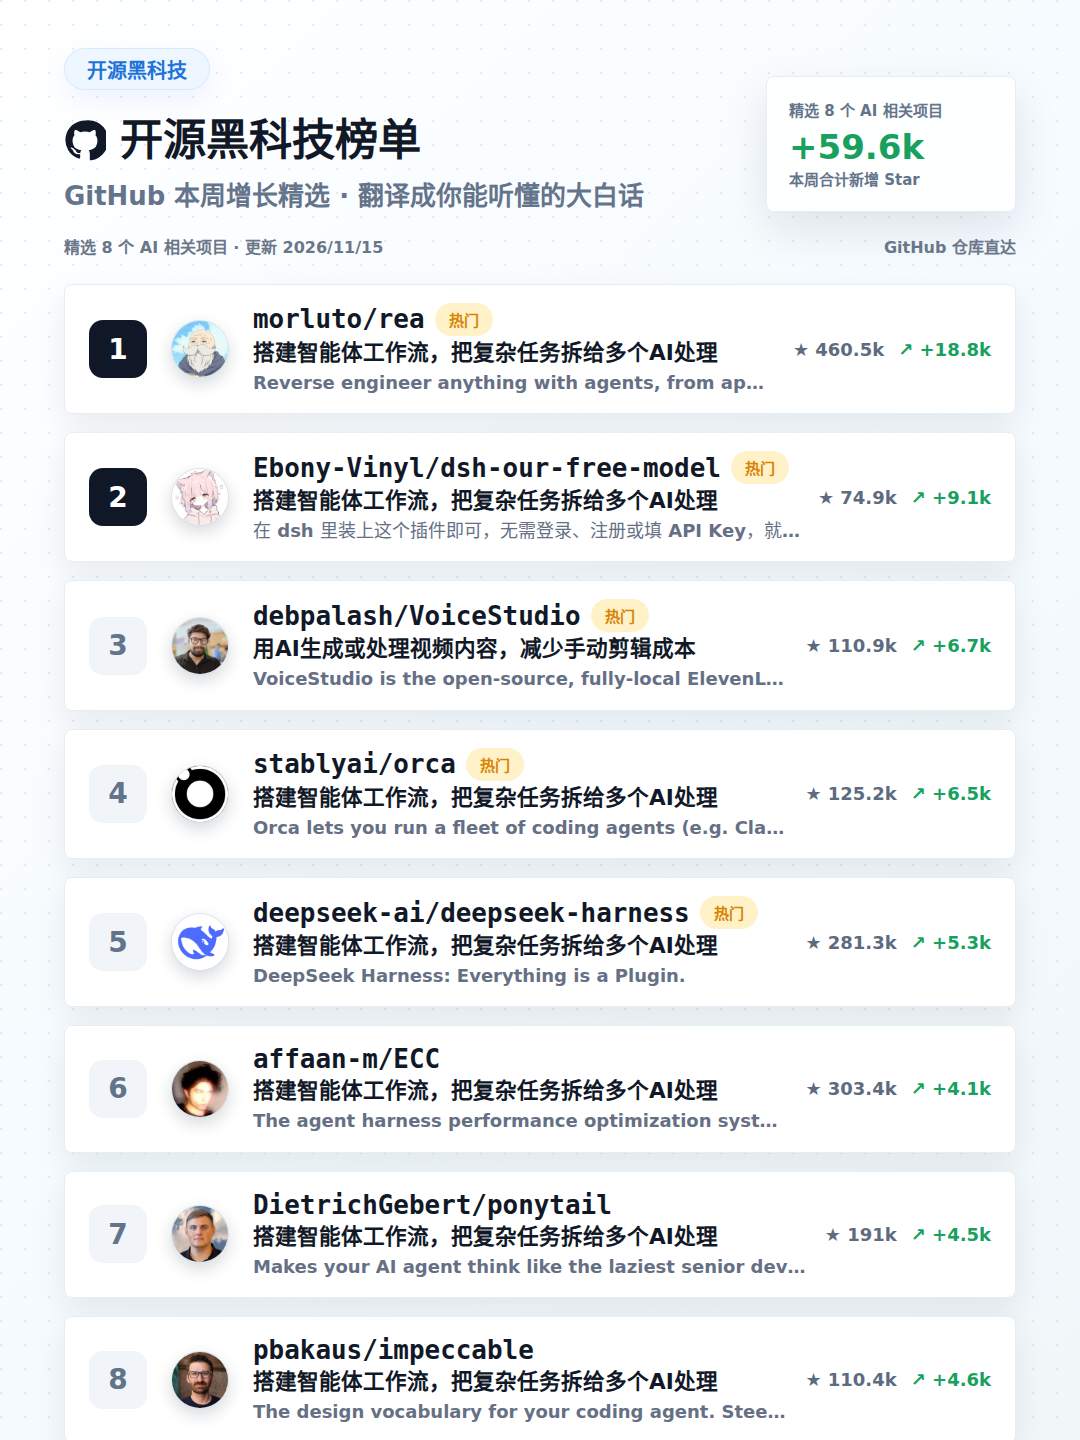 开源黑科技
开源黑科技榜单
GitHub 本周增长精选 · 翻译成你能听懂的大白话
精选 8 个 AI 相关项目
+59.6k
本周合计新增 Star
精选 8 个 AI 相关项目 · 更新 2026/11/15
GitHub 仓库直达
1
morluto/rea 热门
搭建智能体工作流，把复杂任务拆给多个AI处理
Reverse engineer anything with agents, from ap…
★ 460.5k ↗ +18.8k
2
Ebony-Vinyl/dsh-our-free-model 热门
搭建智能体工作流，把复杂任务拆给多个AI处理
在 dsh 里装上这个插件即可，无需登录、注册或填 API Key，就…
★ 74.9k ↗ +9.1k
3
debpalash/VoiceStudio 热门
用AI生成或处理视频内容，减少手动剪辑成本
VoiceStudio is the open-source, fully-local ElevenL…
★ 110.9k ↗ +6.7k
4
stablyai/orca 热门
搭建智能体工作流，把复杂任务拆给多个AI处理
Orca lets you run a fleet of coding agents (e.g. Cla…
★ 125.2k ↗ +6.5k
5
deepseek-ai/deepseek-harness 热门
搭建智能体工作流，把复杂任务拆给多个AI处理
DeepSeek Harness: Everything is a Plugin.
★ 281.3k ↗ +5.3k
6
affaan-m/ECC
搭建智能体工作流，把复杂任务拆给多个AI处理
The agent harness performance optimization syst…
★ 303.4k ↗ +4.1k
7
DietrichGebert/ponytail
搭建智能体工作流，把复杂任务拆给多个AI处理
Makes your AI agent think like the laziest senior dev…
★ 191k ↗ +4.5k
8
pbakaus/impeccable
搭建智能体工作流，把复杂任务拆给多个AI处理
The design vocabulary for your coding agent. Stee…
★ 110.4k ↗ +4.6k